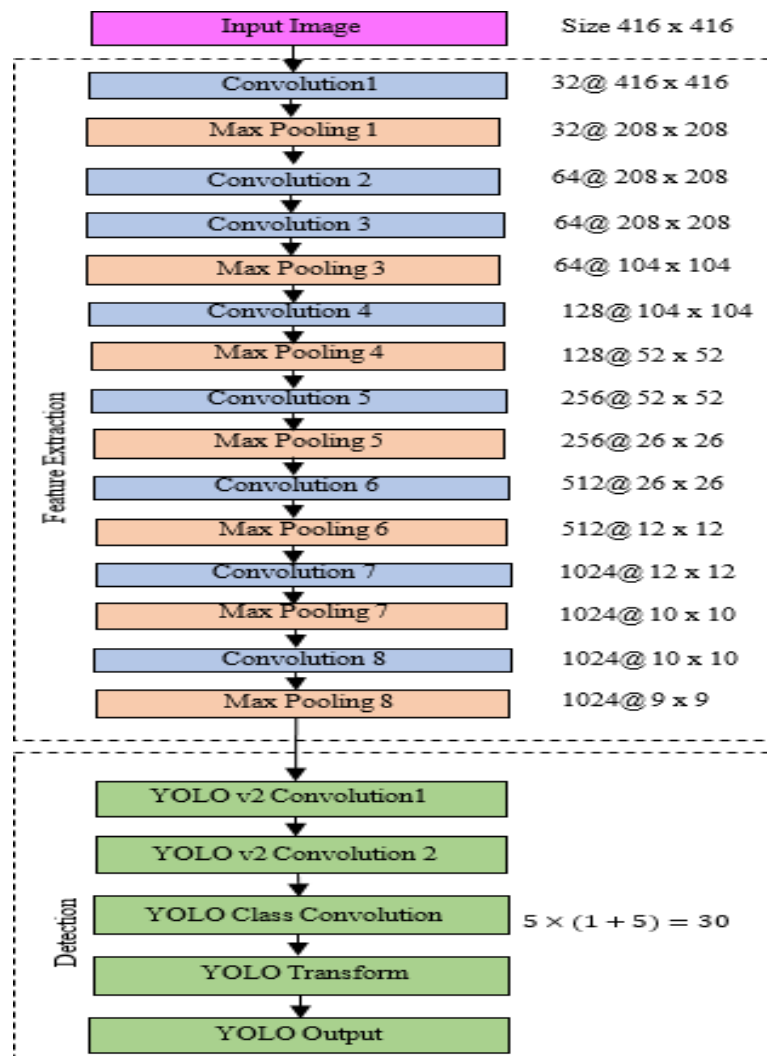 Input Image Size 416 x 416
Convolution1 32@ 416 x 416
Max Pooling 1 32@ 208 x 208
Convolution 2 64@ 208 x 208
Convolution 3 64@ 208 x 208
Max Pooling 3 64@ 104 x 104
Convolution 4 128@ 104 x 104
Max Pooling 4 128@ 52 x 52
Convolution 5 256@ 52 x 52
Max Pooling 5 256@ 26 x 26
Convolution 6 512@ 26 x 26
Max Pooling 6 512@ 12 x 12
Convolution 7 1024@ 12 x 12
Max Pooling 7 1024@ 10 x 10
Convolution 8 1024@ 10 x 10
Max Pooling 8 1024@ 9 x 9
Feature Extraction
YOLO v2 Convolution1
YOLO v2 Convolution 2
YOLO Class Convolution 5 × (1 + 5) = 30
YOLO Transform
YOLO Output
Detection